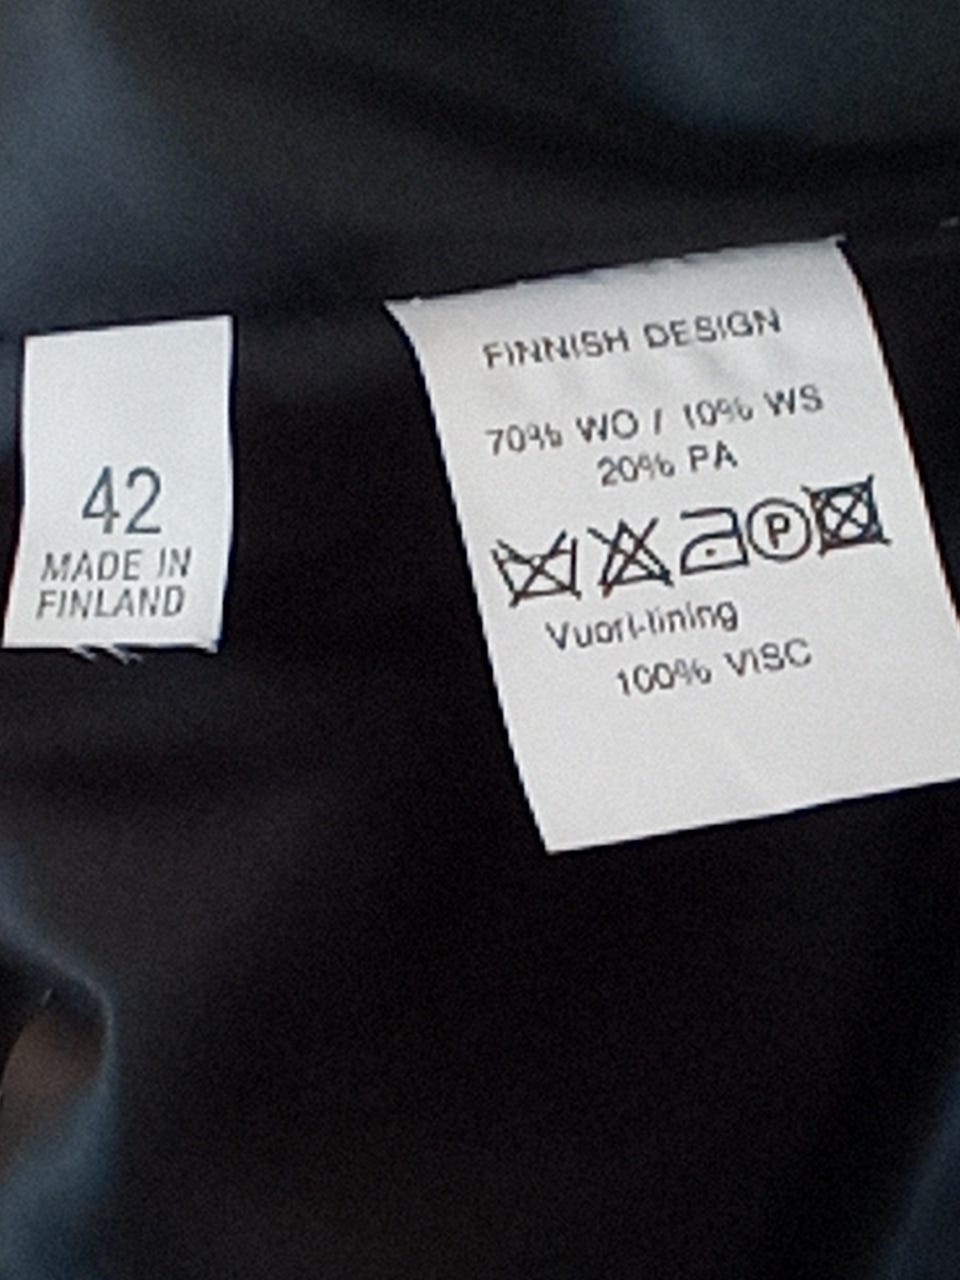 42
MADE IN
FINLAND
FINNISH DESIGN
70% WO / 10% WS
20% PA
P
Vuori-lining
100% VISC